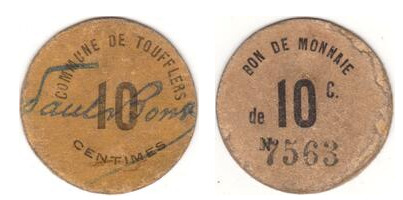 COMMUNE DE TOUFFLERS
10
CENTIMES
BON DE MONNAIE
de 10 C.
N° 7563